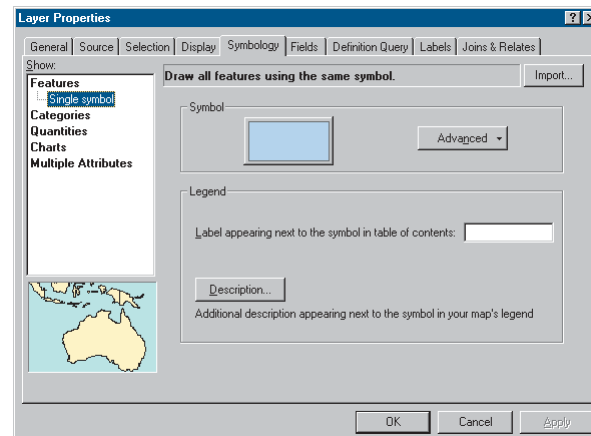 Layer Properties
? X
General Source Selection Display Symbology Fields Definition Query Labels Joins & Relates
Show:
Features
Single symbol
Categories
Quantities
Charts
Multiple Attributes
Draw all features using the same symbol.
Import...
Symbol
Advanced
Legend
Label appearing next to the symbol in table of contents:
Description...
Additional description appearing next to the symbol in your map's legend
OK Cancel Apply